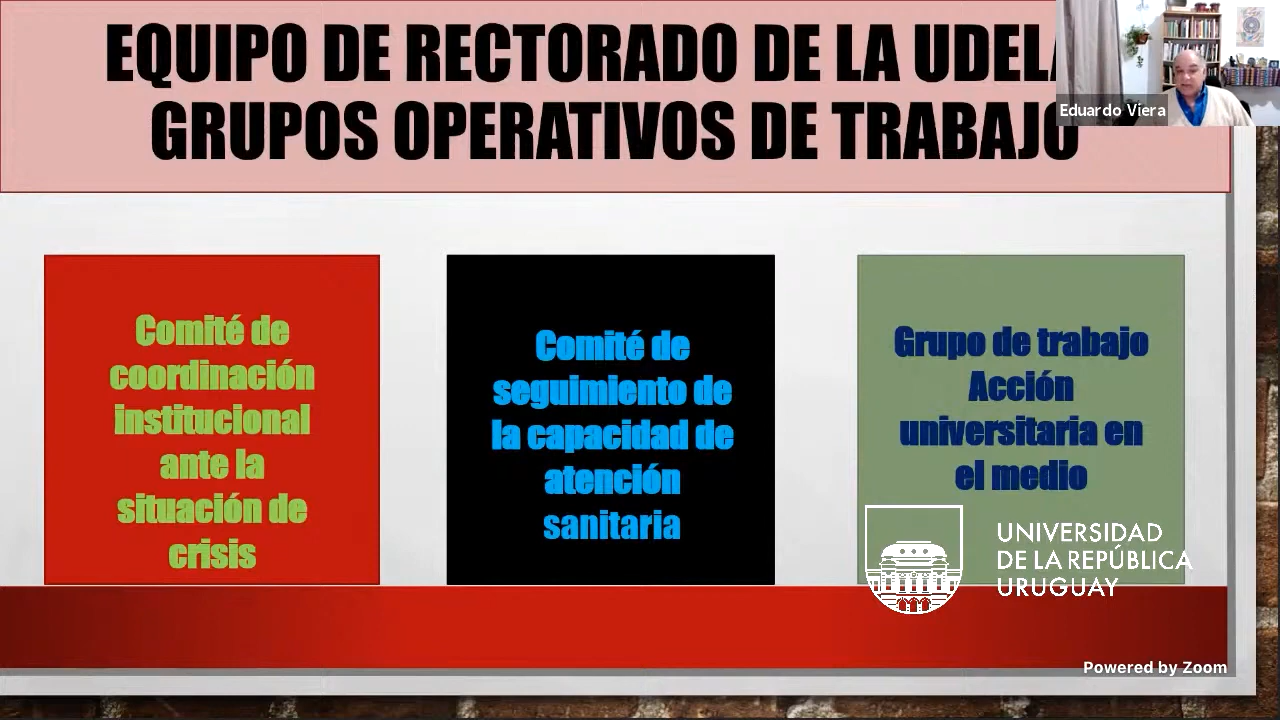 EQUIPO DE RECTORADO DE LA UDELA
GRUPOS OPERATIVOS DE TRABAJO
Eduardo Viera
Comité de
coordinación
institucional
ante la
situación de
crisis
Comité de
seguimiento de
la capacidad de
atención
sanitaria
Grupo de trabajo
Acción
universitaria en
el medio
UNIVERSIDAD
DE LA REPÚBLICA
URUGUAY
Powered by Zoom